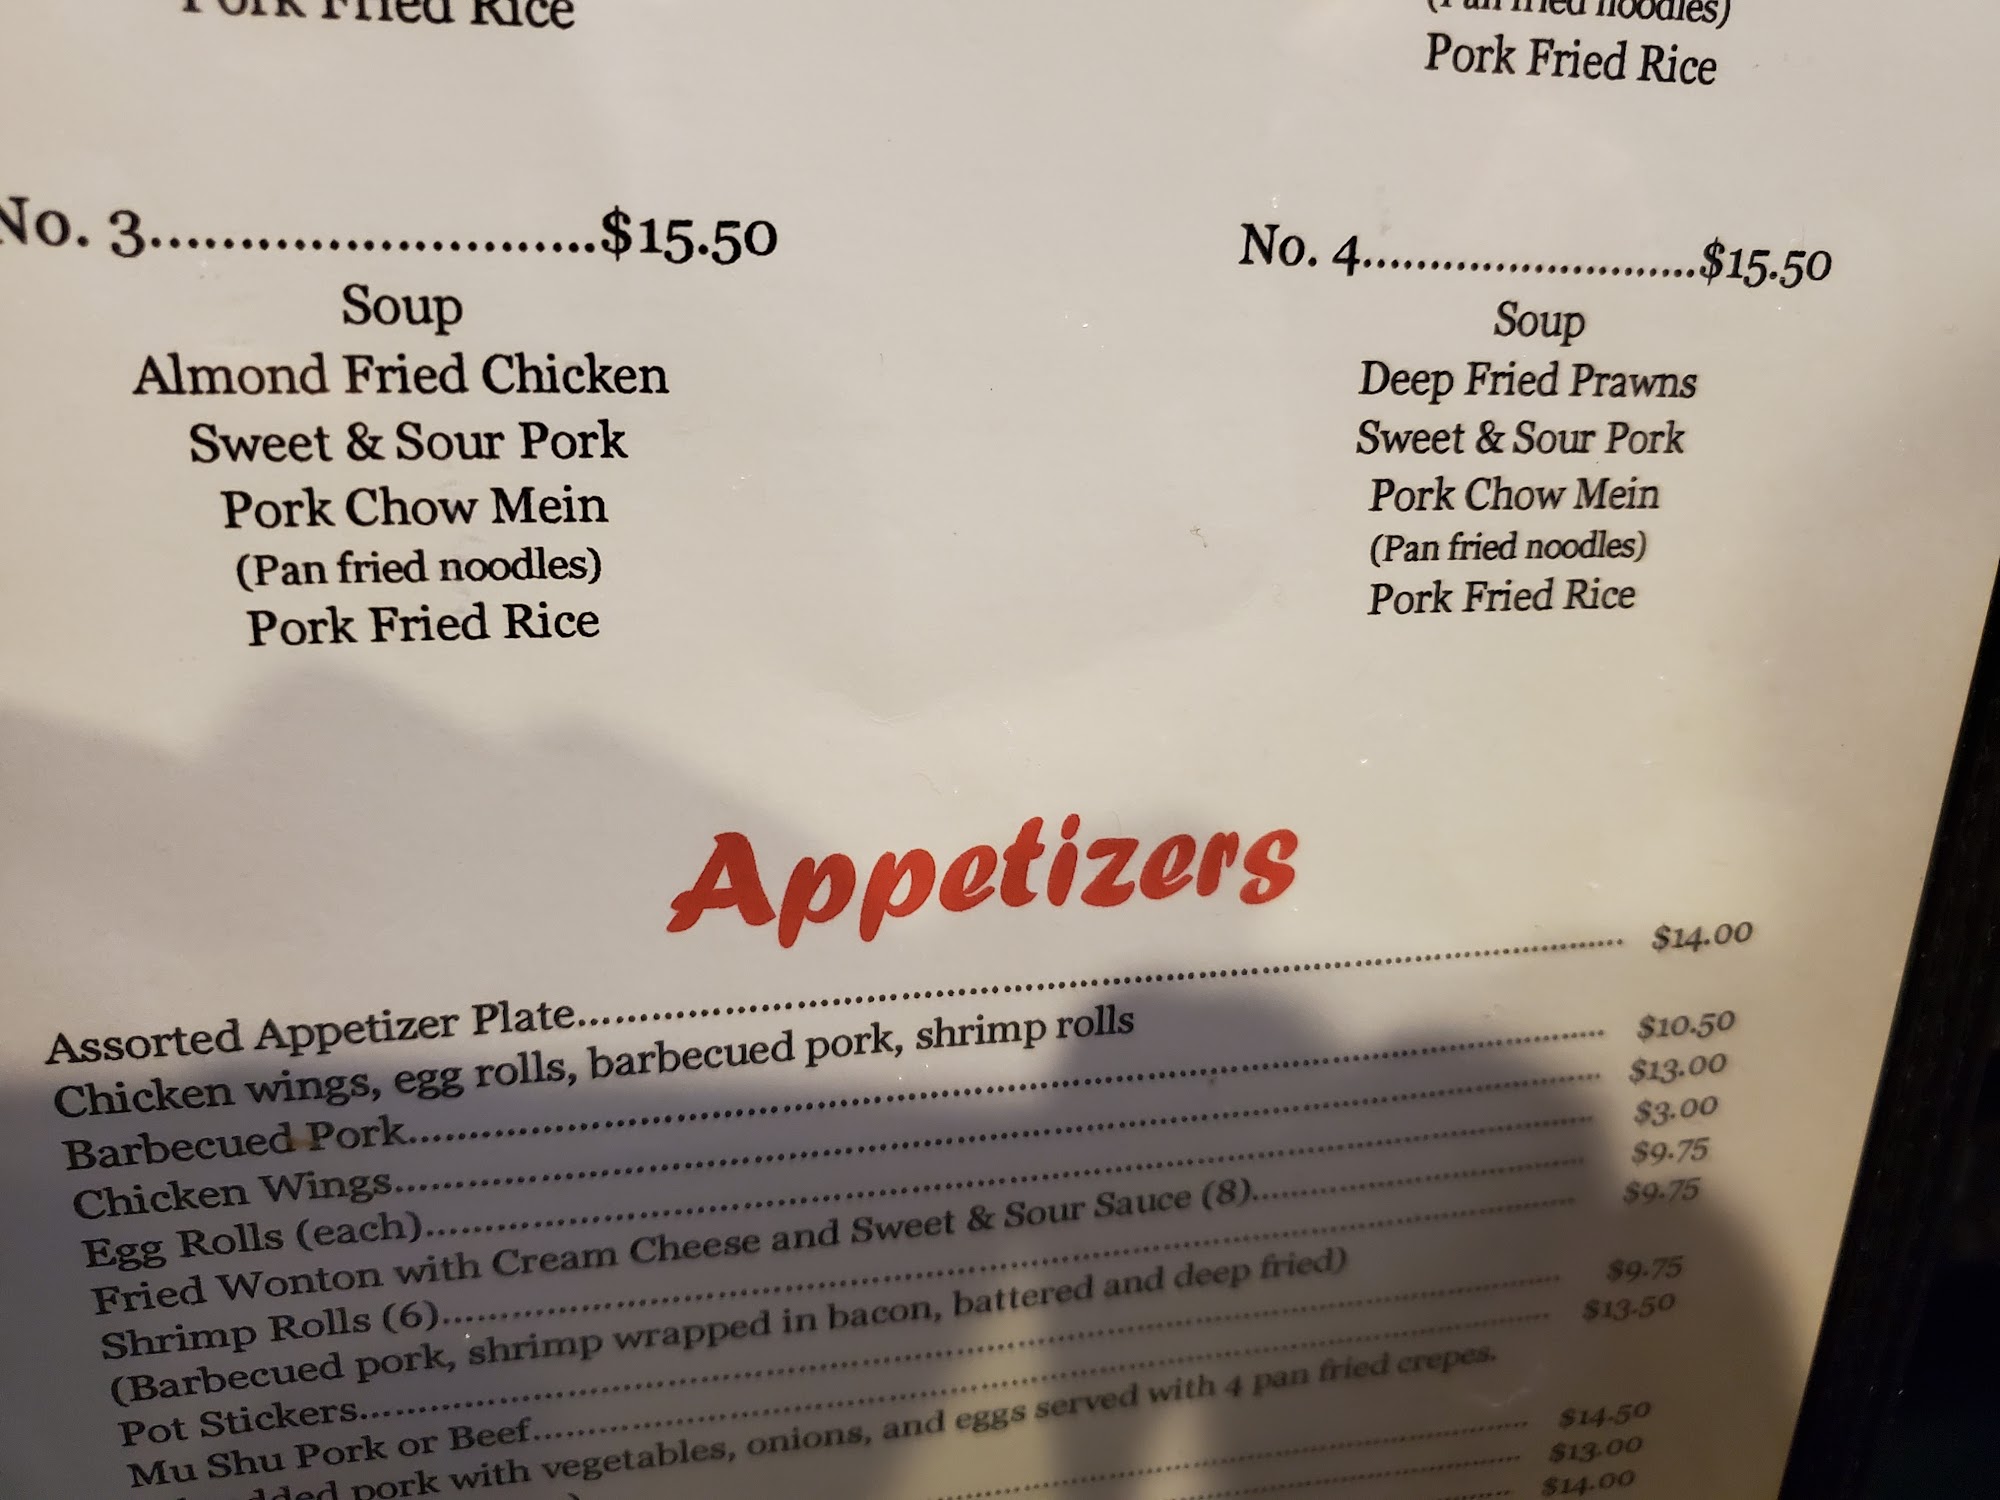 Pork Fried Rice
(Pan fried noodles)
Pork Fried Rice
No. 3.........................$15.50
Soup
Almond Fried Chicken
Sweet & Sour Pork
Pork Chow Mein
(Pan fried noodles)
Pork Fried Rice
No. 4.........................$15.50
Soup
Deep Fried Prawns
Sweet & Sour Pork
Pork Chow Mein
(Pan fried noodles)
Pork Fried Rice
Appetizers
Assorted Appetizer Plate.................... $14.00
Chicken wings, egg rolls, barbecued pork, shrimp rolls
Barbecued Pork.................... $10.50
Chicken Wings.................... $13.00
Egg Rolls (each).................... $3.00
Fried Wonton with Cream Cheese and Sweet & Sour Sauce (8).................... $9.75
Shrimp Rolls (6).................... $9.75
(Barbecued pork, shrimp wrapped in bacon, battered and deep fried)
Pot Stickers.................... $9.75
Mu Shu Pork or Beef.................... $13.50
pork with vegetables, onions, and eggs served with 4 pan fried crepes.
$14.50
$13.00
$14.00